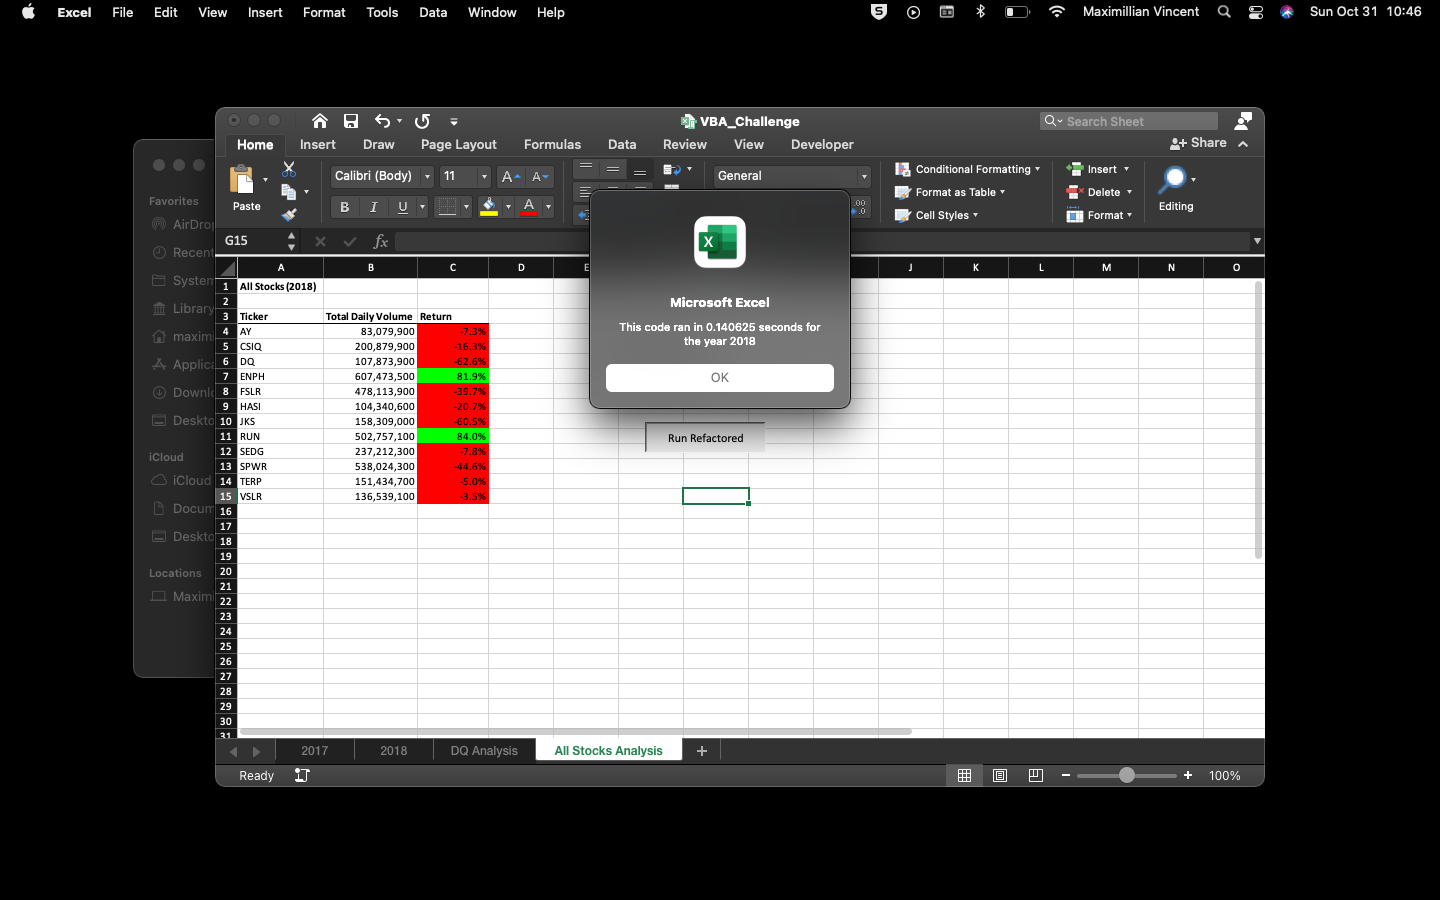 Excel File Edit View Insert Format Tools Data Window Help Maximillian Vincent Sun Oct 31 10:46
VBA_Challenge
Search Sheet
Home Insert Draw Page Layout Formulas Data Review View Developer
Share
Paste
Calibri (Body) 11
B I U A
General
Conditional Formatting
Format as Table
Cell Styles
Insert
Delete
Format
Editing
Favorites
AirDro
Recent
System
Library
maxim
Applic
Downl
Deskto
iCloud
iCloud
Docum
Deskto
Locations
Maxim
G15 fx
A B C D E J K L M N O
1 All Stocks (2018)
2
3 Ticker Total Daily Volume Return
4 AY 83,079,900 -7.3%
5 CSIQ 200,879,900 -16.3%
6 DQ 107,873,900 -62.6%
7 ENPH 607,473,500 81.9%
8 FSLR 478,113,900 -39.7%
9 HASI 104,340,600 -20.7%
10 JKS 158,309,000 -60.5%
11 RUN 502,757,100 84.0%
12 SEDG 237,212,300 -7.8%
13 SPWR 538,024,300 -44.6%
14 TERP 151,434,700 -5.0%
15 VSLR 136,539,100 -3.5%
16
17
18
19
20
21
22
23
24
25
26
27
28
29
30
31
Microsoft Excel
This code ran in 0.140625 seconds for
the year 2018
OK
Run Refactored
2017 2018 DQ Analysis All Stocks Analysis +
Ready
100%